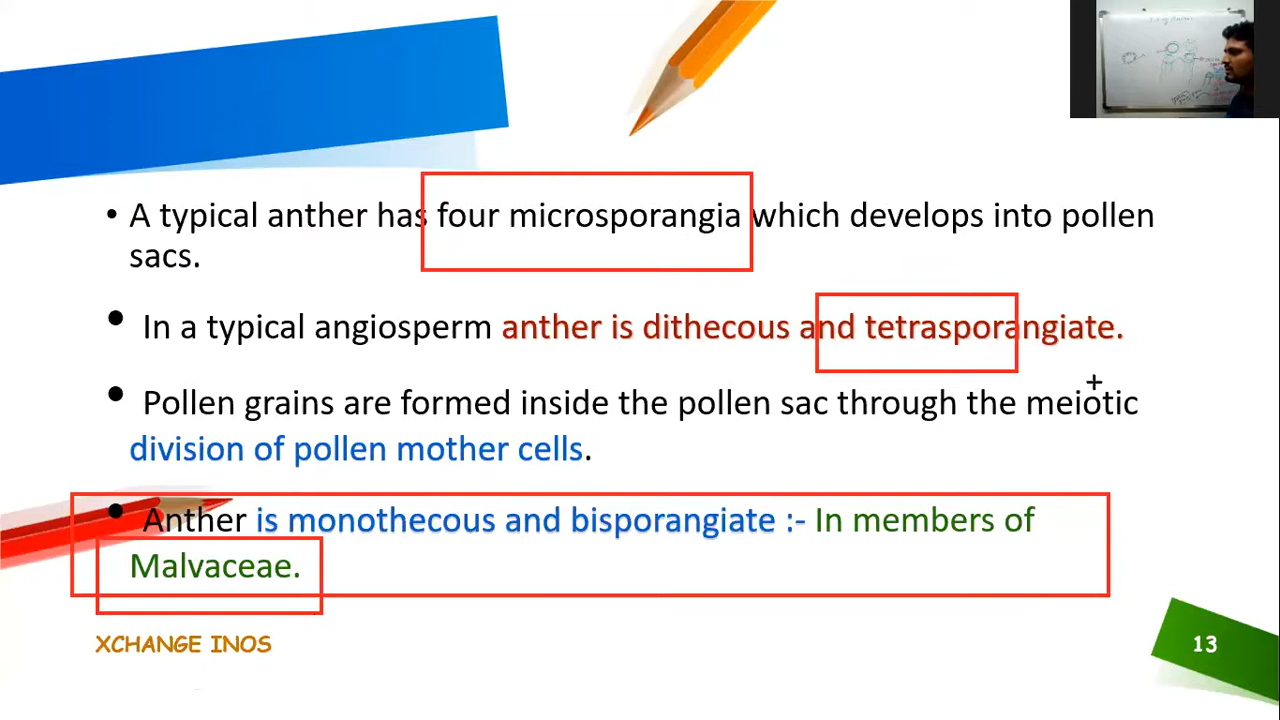 • A typical anther has four microsporangia which develops into pollen
sacs.
• In a typical angiosperm anther is dithecous and tetrasporangiate.
• Pollen grains are formed inside the pollen sac through the meiotic
division of pollen mother cells.
• Anther is monothecous and bisporangiate :- In members of
Malvaceae.
XCHANGE INOS
13